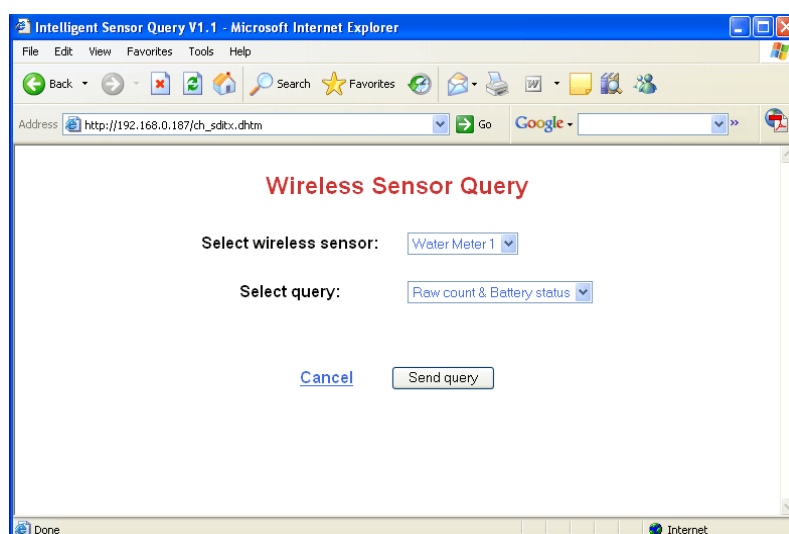 Intelligent Sensor Query V1.1 - Microsoft Internet Explorer
File Edit View Favorites Tools Help
Back Search Favorites W
Address http://192.168.0.187/ch_sditx.dhtm Go Google
Wireless Sensor Query
Select wireless sensor: Water Meter 1
Select query: Raw count & Battery status
Cancel Send query
Done Internet